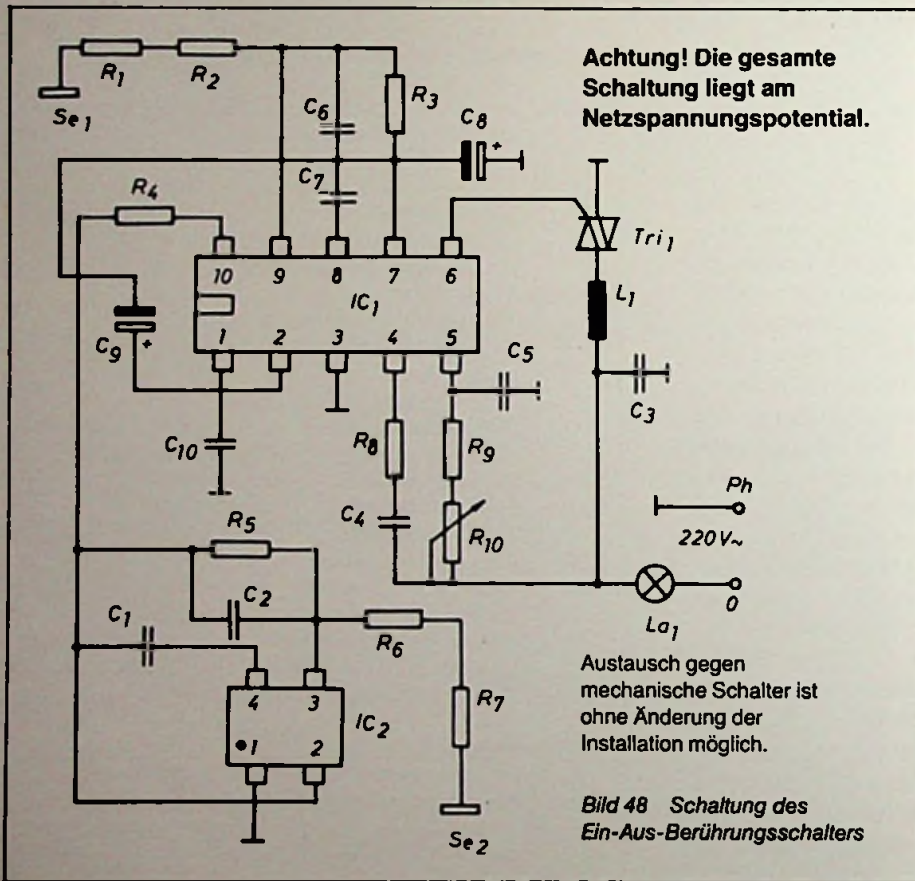 Achtung! Die gesamte
Schaltung liegt am
Netzspannungspotential.
R1
R2
Se1
C6
R3
C8
+
C7
R4
Tri1
10
9
8
7
6
IC1
L1
C9
+
1
2
3
4
5
C5
C3
C10
R8
R9
Ph
C4
R10
220 V~
R5
0
La1
C2
C1
R6
Austausch gegen
mechanische Schalter ist
ohne Änderung der
Installation möglich.
4
3
IC2
R7
1
2
Se2
Bild 48 Schaltung des
Ein-Aus-Berührungsschalters